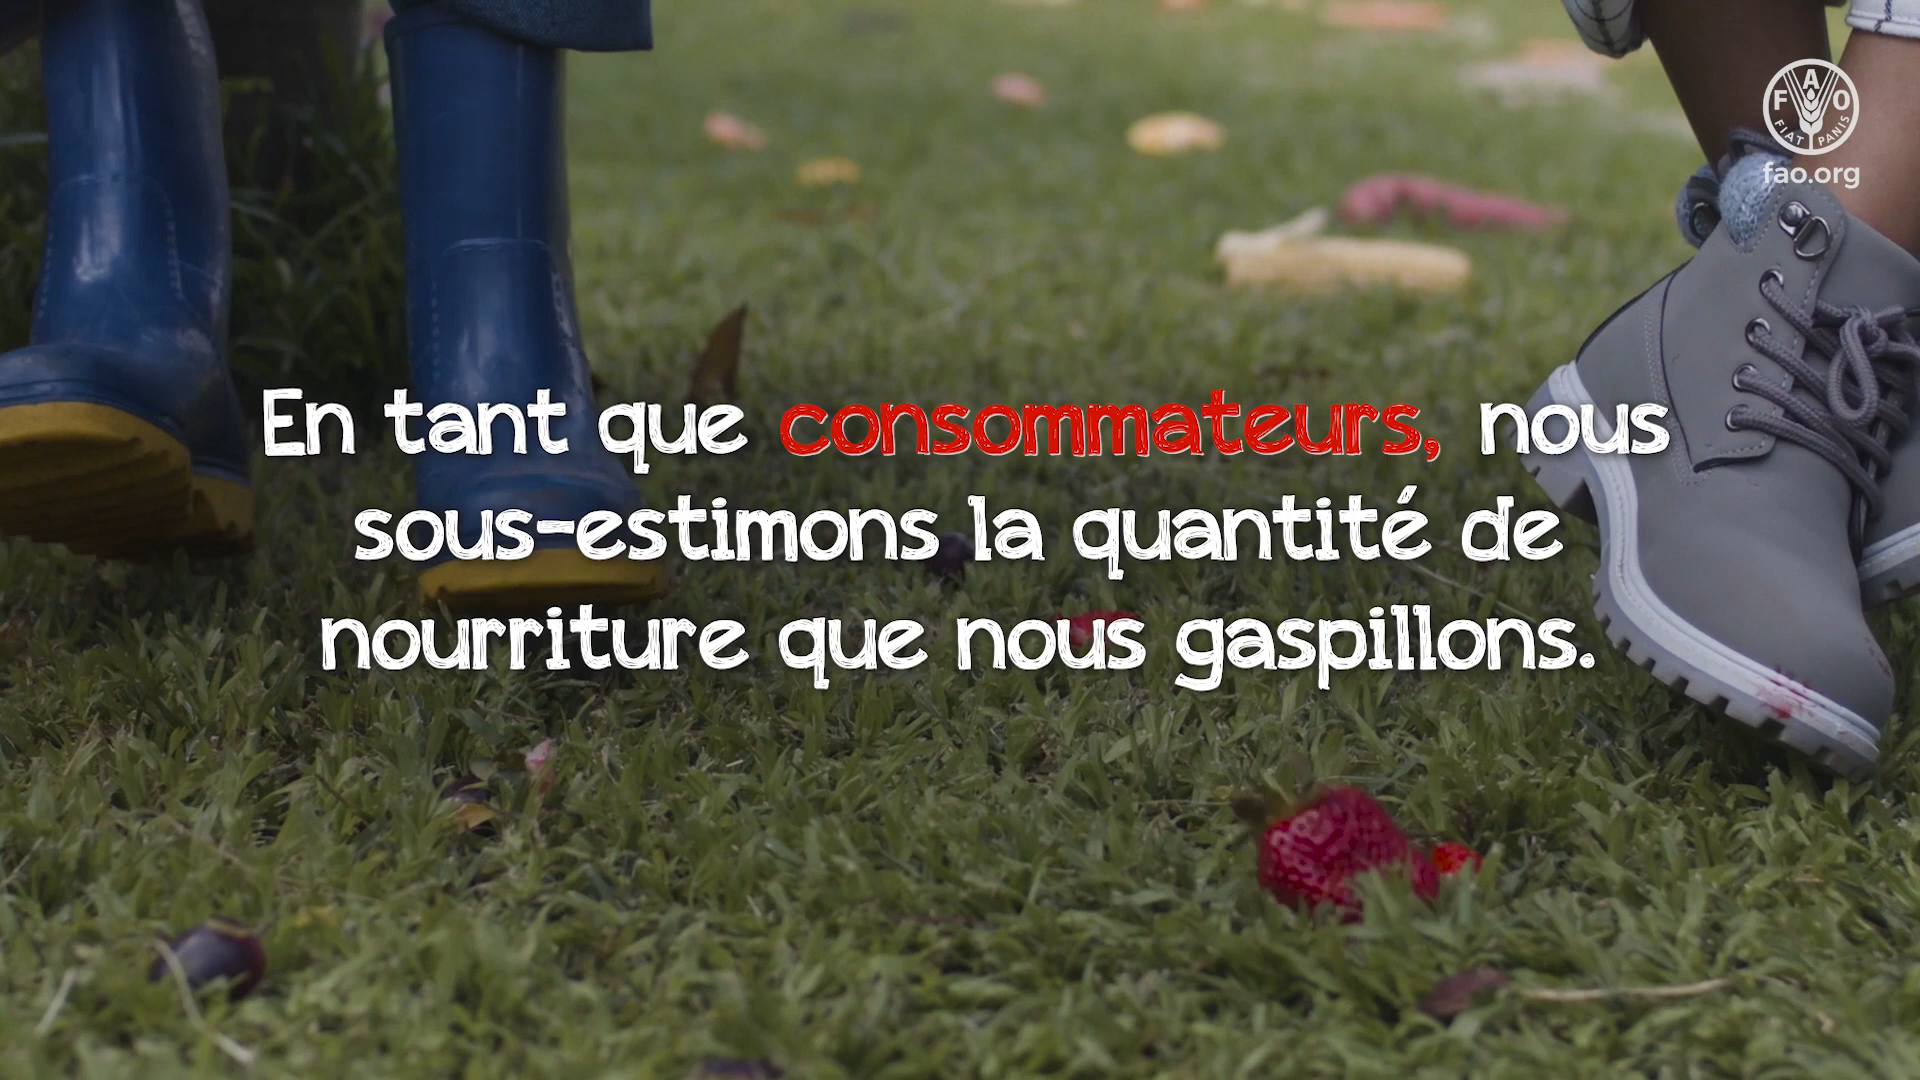 FAO
FIAT PANIS
fao.org
En tant que consommateurs, nous
sous-estimons la quantité de
nourriture que nous gaspillons.